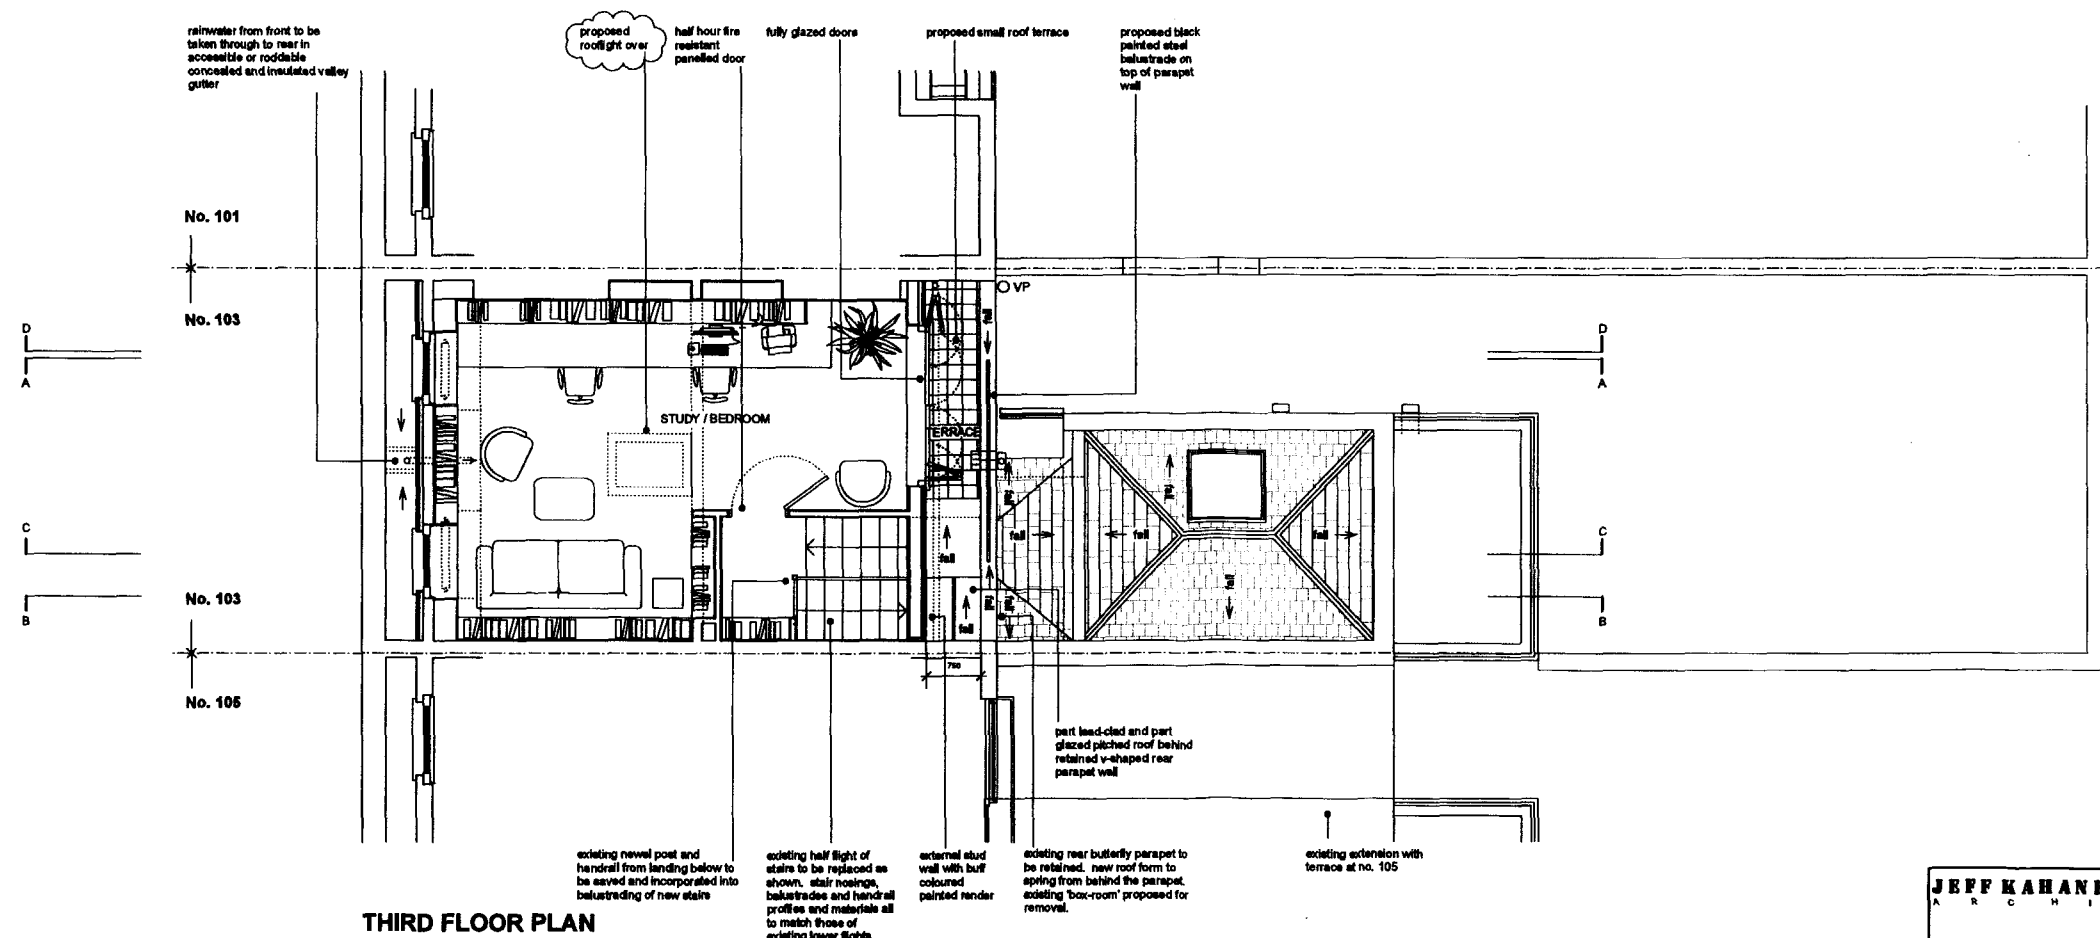 rainwater from front to be
taken through to rear in
accessible or roddable
concealed and insulated valley
gutter
proposed
rooflight over
half hour fire
resistant
panelled door
fully glazed doors
proposed small roof terrace
proposed black
painted steel
balustrade on
top of parapet
wall
No. 101
No. 103
VP
fall
D
A
D
A
STUDY / BEDROOM
TERRACE
fall
fall
fall
fall
fall
fall
fall
fall
fall
fall
C
B
C
B
No. 103
No. 105
750
part lead-clad and part
glazed pitched roof behind
retained v-shaped rear
parapet wall
existing newel post and
handrail from landing below to
be saved and incorporated into
balustrading of new stairs
existing half flight of
stairs to be replaced as
shown. stair nosings,
balustrades and handrail
profiles and materials all
to match those of
existing lower flights
external stud
wall with buff
coloured
painted render
existing rear butterfly parapet to
be retained. new roof form to
spring from behind the parapet.
existing 'box-room' proposed for
removal.
existing extension with
terrace at no. 105
THIRD FLOOR PLAN
JEFF KAHANE
A R C H I